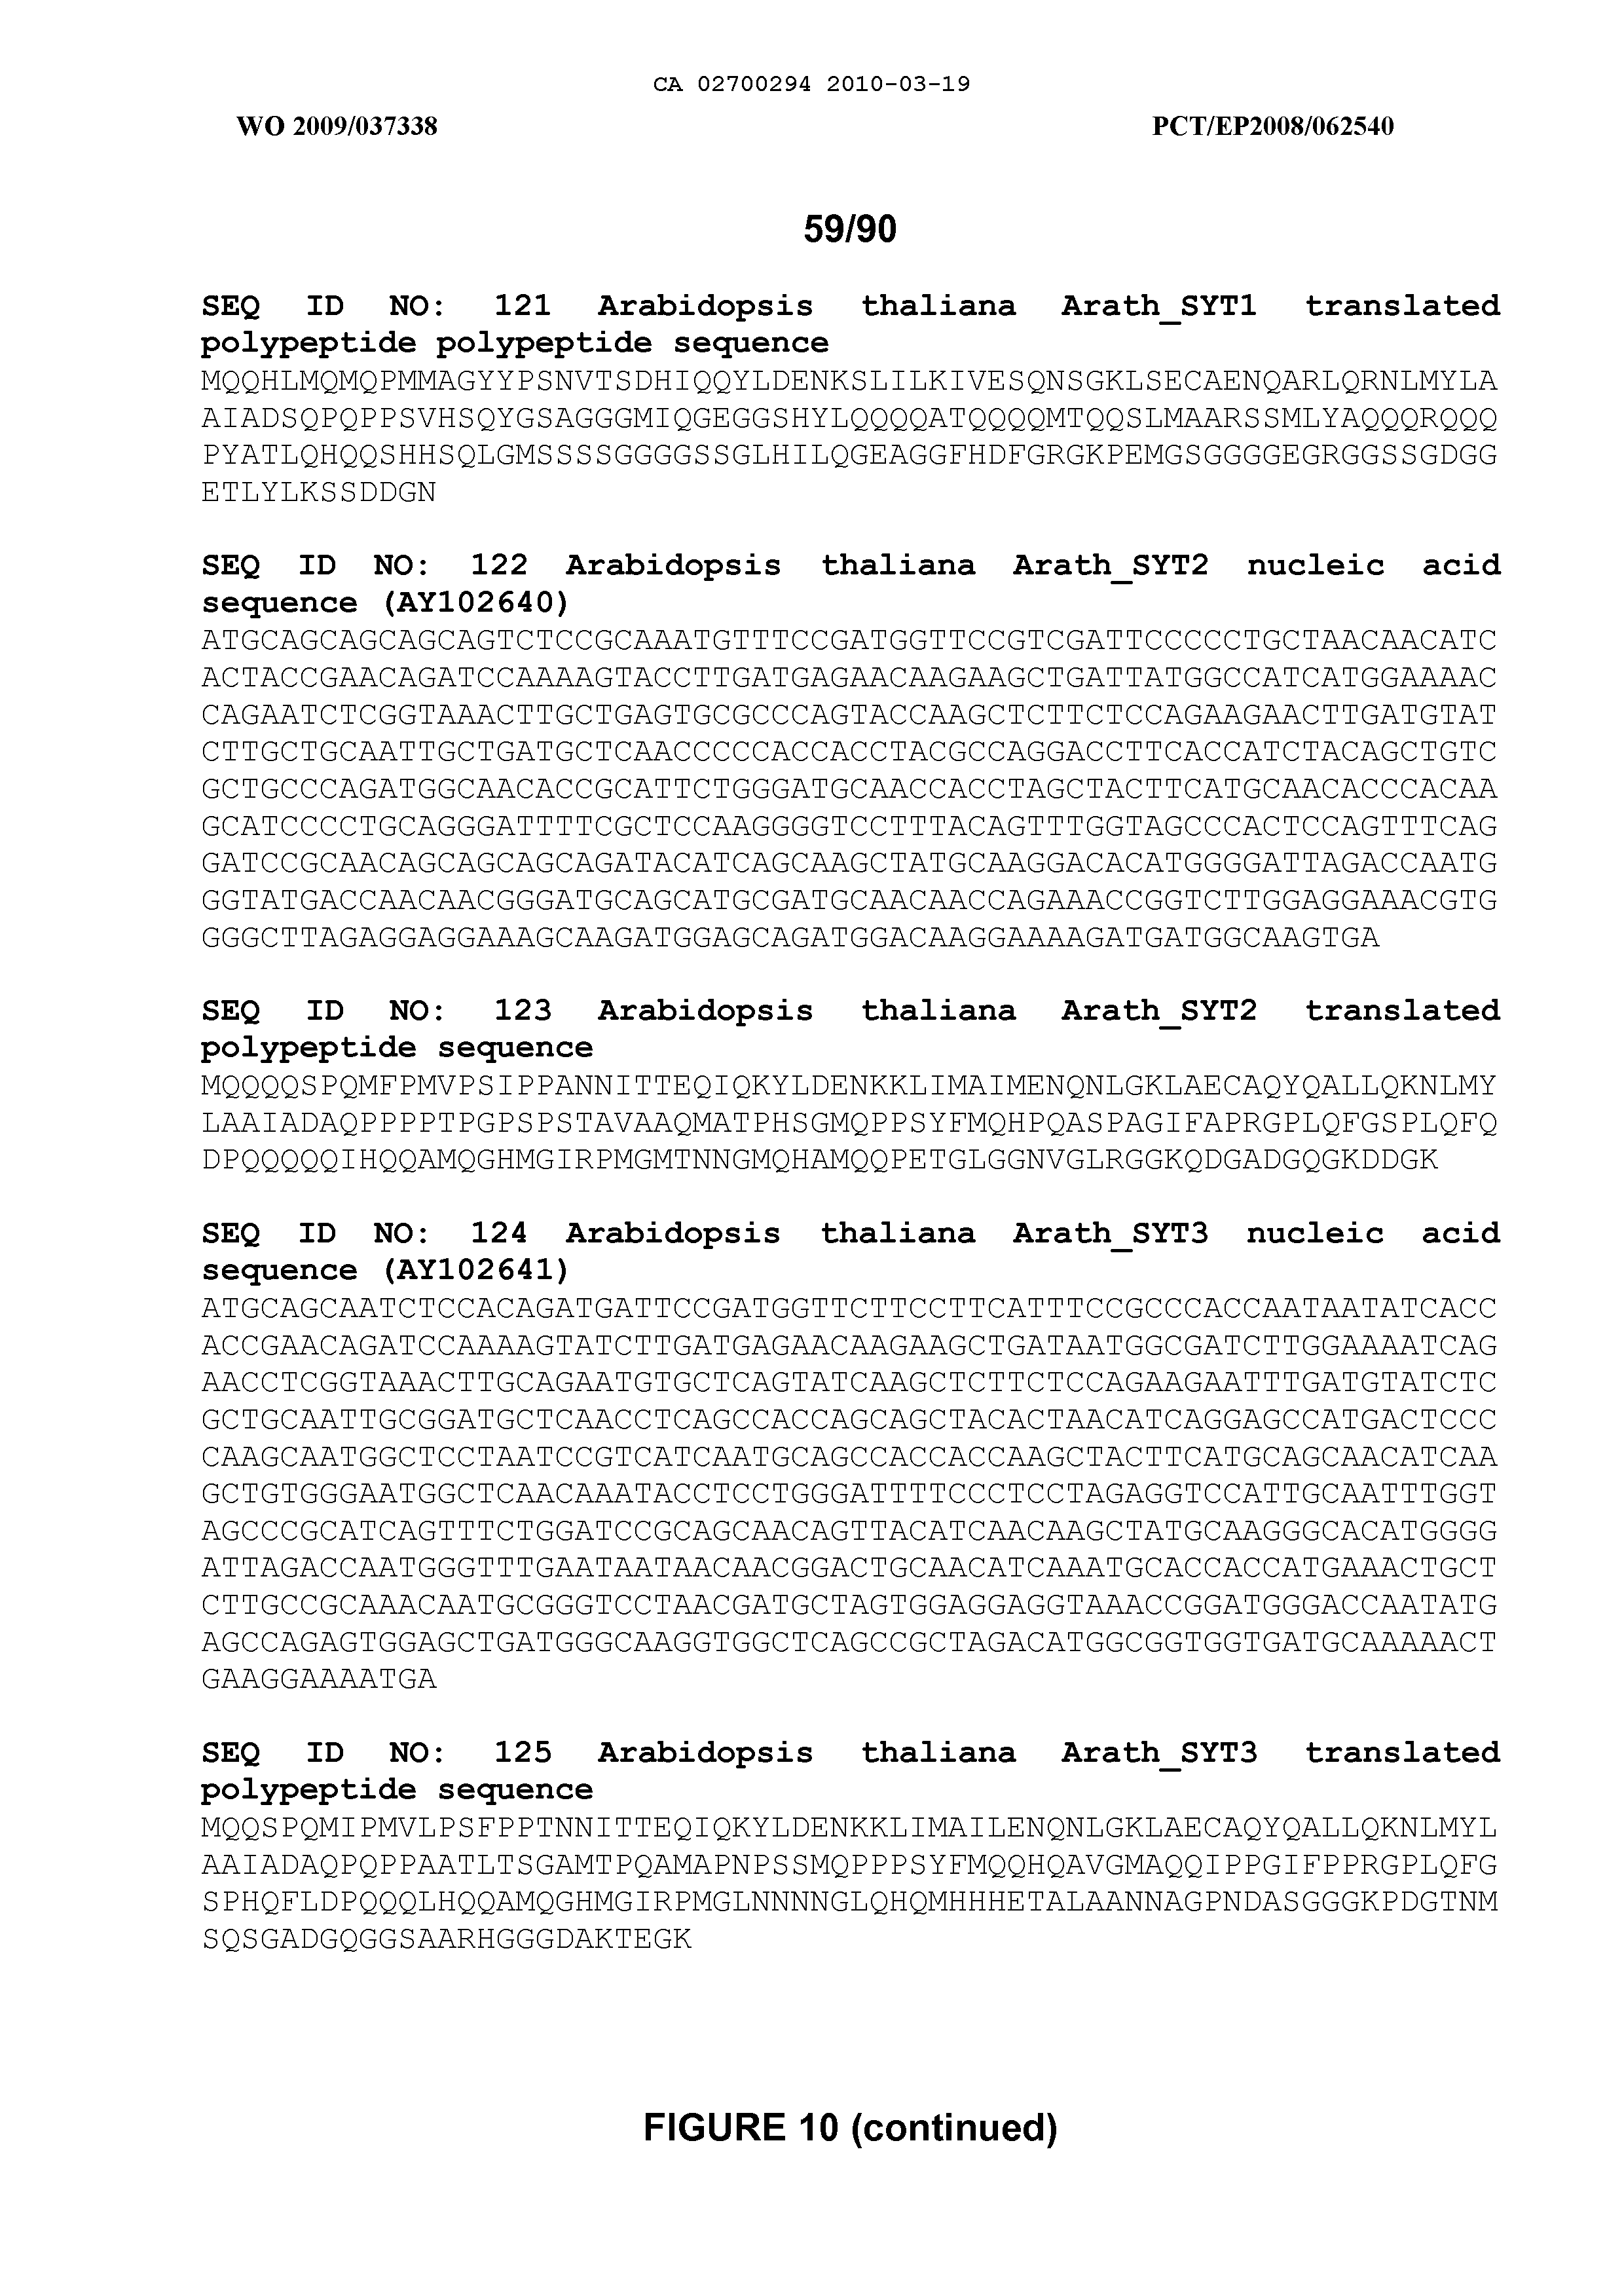 CA 02700294 2010-03-19
WO 2009/037338 PCT/EP2008/062540
59/90
SEQ ID NO: 121 Arabidopsis thaliana Arath_SYT1 translated
polypeptide polypeptide sequence
MQQHLMQMQPMMAGYYPSNVTSDHIQQYLDENKSLILKIVESQNSGKLSECAENQARLQRNLMYLA
AIADSQPQPPSVHSQYGSAGGGMIQGEGGSHYLQQQQATQQQQMTQQSLMAARSSMLYAQQQRQQQ
PYATLQHQQSHHSQLGMSSSSGGGGSSGLHILQGEAGGFHDFGRGKPEMGSGGGGEGRGGSSGDGG
ETLYLKSSDDGN
SEQ ID NO: 122 Arabidopsis thaliana Arath_SYT2 nucleic acid
sequence (AY102640)
ATGCAGCAGCAGCAGTCTCCGCAAATGTTTCCGATGGTTCCGTCGATTCCCCCTGCTAACAACATC
ACTACCGAACAGATCCAAAAGTACCTTGATGAGAACAAGAAGCTGATTATGGCCATCATGGAAAAC
CAGAATCTCGGTAAACTTGCTGAGTGCGCCCAGTACCAAGCTCTTCTCCAGAAGAACTTGATGTAT
CTTGCTGCAATTGCTGATGCTCAACCCCCACCACCTACGCCAGGACCTTCACCATCTACAGCTGTC
GCTGCCCAGATGGCAACACCGCATTCTGGGATGCAACCACCTAGCTACTTCATGCAACACCCACAA
GCATCCCCTGCAGGGATTTTCGCTCCAAGGGGTCCTTTACAGTTTGGTAGCCCACTCCAGTTTCAG
GATCCGCAACAGCAGCAGCAGATACATCAGCAAGCTATGCAAGGACACATGGGGATTAGACCAATG
GGTATGACCAACAACGGGATGCAGCATGCGATGCAACAACCAGAAACCGGTCTTGGAGGAAACGTG
GGGCTTAGAGGAGGAAAGCAAGATGGAGCAGATGGACAAGGAAAAGATGATGGCAAGTGA
SEQ ID NO: 123 Arabidopsis thaliana Arath_SYT2 translated
polypeptide sequence
MQQQQSPQMFPMVPSIPPANNITTEQIQKYLDENKKLIMAIMENQNLGKLAECAQYQALLQKNLMY
LAAIADAQPPPPTPGPSPSTAVAAQMATPHSGMQPPSYFMQHPQASPAGIFAPRGPLQFGSPLQFQ
DPQQQQQIHQQAMQGHMGIRPMGMTNNGMQHAMQQPETGLGGNVGLRGGKQDGADGQGKDDGK
SEQ ID NO: 124 Arabidopsis thaliana Arath_SYT3 nucleic acid
sequence (AY102641)
ATGCAGCAATCTCCACAGATGATTCCGATGGTTCTTCCTTCATTTCCGCCCACCAATAATATCACC
ACCGAACAGATCCAAAAGTATCTTGATGAGAACAAGAAGCTGATAATGGCGATCTTGGAAAATCAG
AACCTCGGTAAACTTGCAGAATGTGCTCAGTATCAAGCTCTTCTCCAGAAGAATTTGATGTATCTC
GCTGCAATTGCGGATGCTCAACCTCAGCCACCAGCAGCTACACTAACATCAGGAGCCATGACTCCC
CAAGCAATGGCTCCTAATCCGTCATCAATGCAGCCACCACCAAGCTACTTCATGCAGCAACATCAA
GCTGTGGGAATGGCTCAACAAATACCTCCTGGGATTTTCCCTCCTAGAGGTCCATTGCAATTTGGT
AGCCCGCATCAGTTTCTGGATCCGCAGCAACAGTTACATCAACAAGCTATGCAAGGGCACATGGGG
ATTAGACCAATGGGTTTGAATAATAACAACGGACTGCAACATCAAATGCACCACCATGAAACTGCT
CTTGCCGCAAACAATGCGGGTCCTAACGATGCTAGTGGAGGAGGTAAACCGGATGGGACCAATATG
AGCCAGAGTGGAGCTGATGGGCAAGGTGGCTCAGCCGCTAGACATGGCGGTGGTGATGCAAAAACT
GAAGGAAAATGA
SEQ ID NO: 125 Arabidopsis thaliana Arath_SYT3 translated
polypeptide sequence
MQQSPQMIPMVLPSFPPTNNITTEQIQKYLDENKKLIMAILENQNLGKLAECAQYQALLQKNLMYL
AAIADAQPQPPAATLTSGAMTPQAMAPNPSSMQPPPSYFMQQHQAVGMAQQIPPGIFPPRGPLQFG
SPHQFLDPQQQLHQQAMQGHMGIRPMGLNNNNGLQHQMHHHETALAANNAGPNDASGGGKPDGTNM
SQSGADGQGGSAARHGGGDAKTEGK
FIGURE 10 (continued)